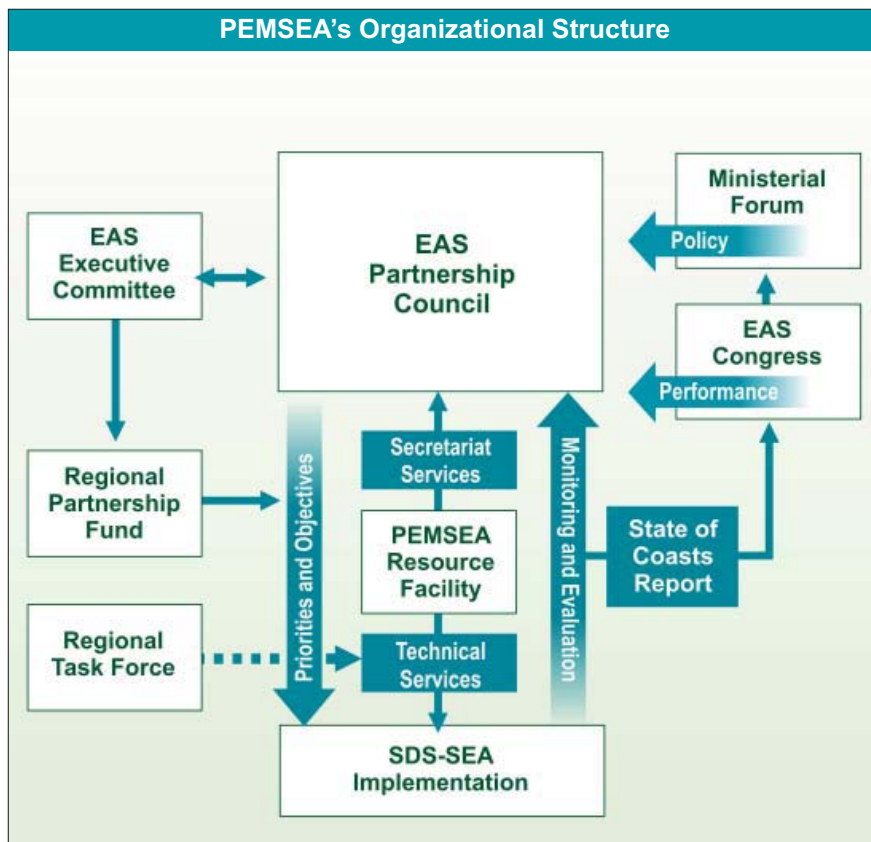 PEMSEA's Organizational Structure
EAS
Executive
Committee
EAS
Partnership
Council
Ministerial
Forum
Policy
EAS
Congress
Performance
Regional
Partnership
Fund
Priorities and Objectives
Secretariat
Services
PEMSEA
Resource
Facility
Monitoring and Evaluation
State of
Coasts
Report
Regional
Task Force
Technical
Services
SDS-SEA
Implementation